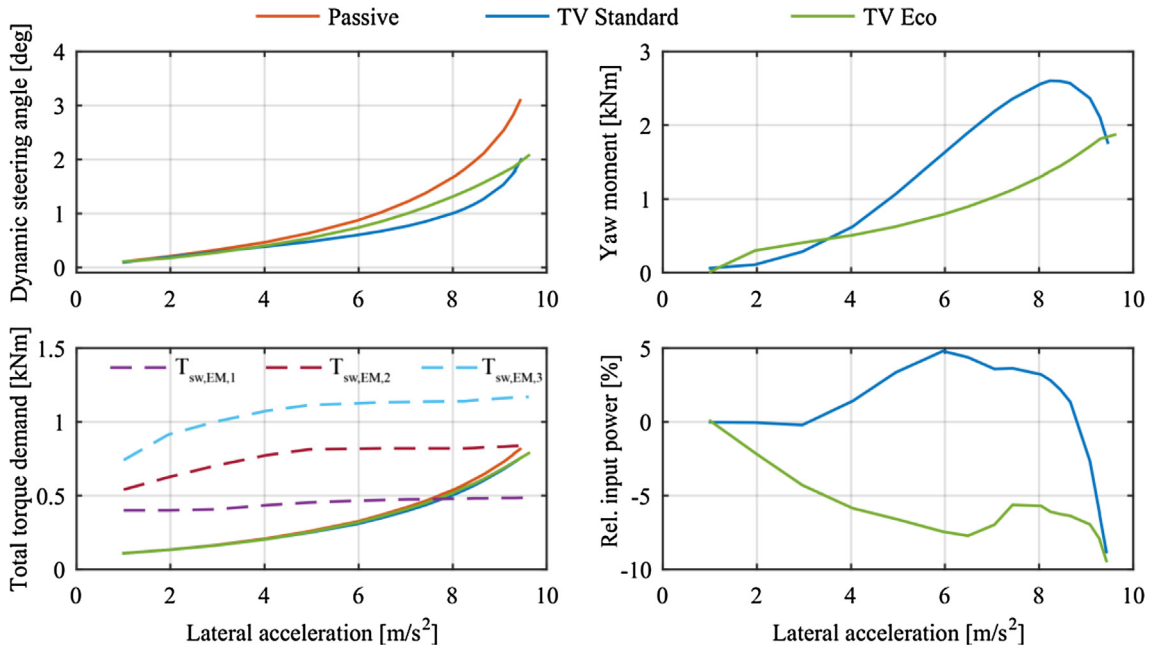 Passive TV Standard TV Eco
Dynamic steering angle [deg]
4
3
2
1
0
0 2 4 6 8 10
Yaw moment [kNm]
3
2
1
0
0 2 4 6 8 10
Total torque demand [kNm]
1.5
1
0.5
0
T_sw,EM,1 T_sw,EM,2 T_sw,EM,3
0 2 4 6 8 10
Lateral acceleration [m/s²]
Rel. input power [%]
5
0
-5
-10
0 2 4 6 8 10
Lateral acceleration [m/s²]